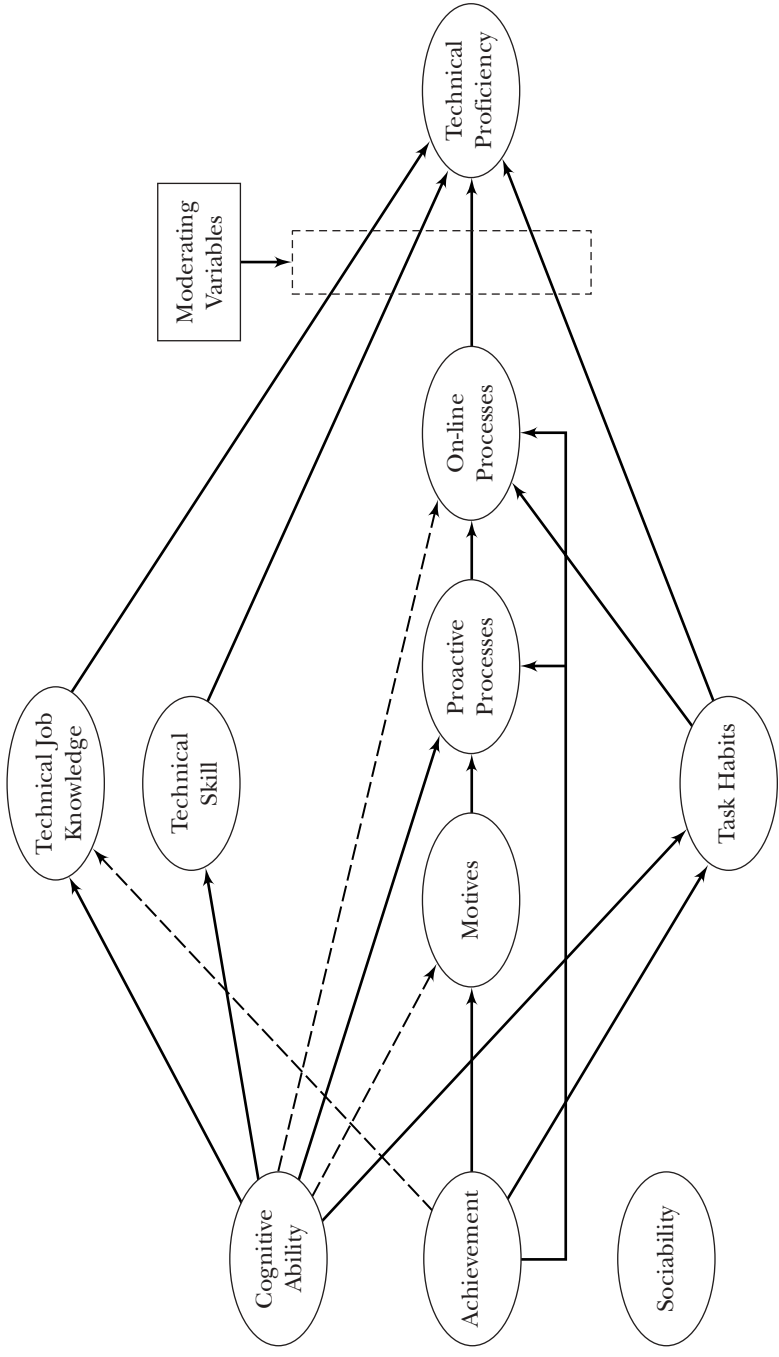 Technical Job
Knowledge
Moderating
Variables
Technical
Skill
Cognitive
Ability
Technical
Proficiency
On-line
Processes
Proactive
Processes
Motives
Achievement
Task Habits
Sociability